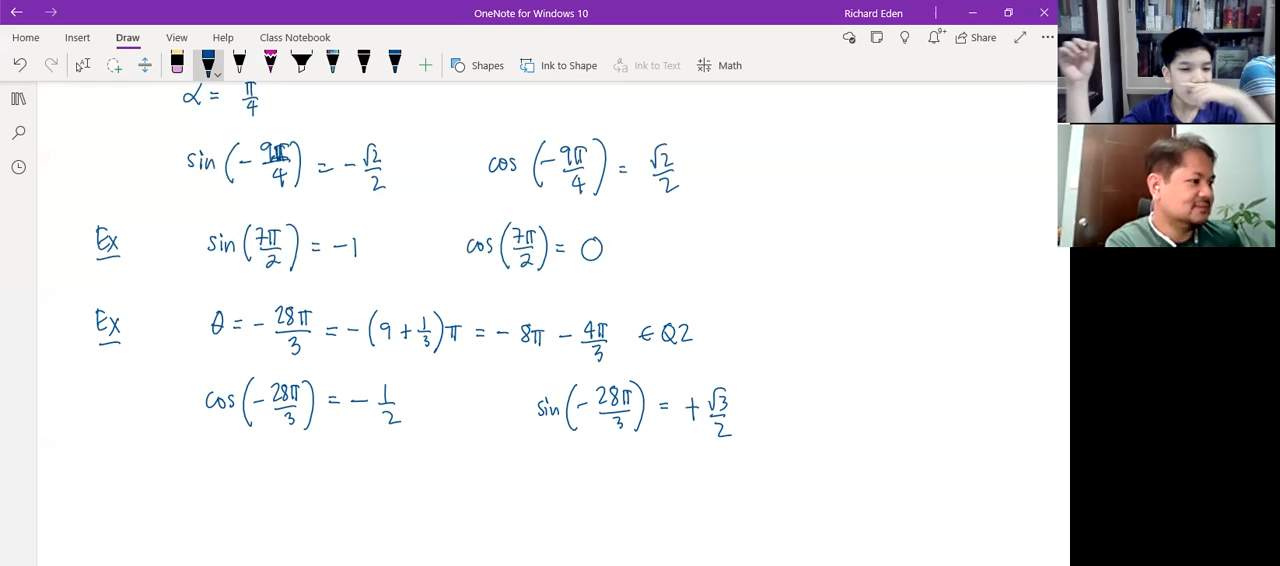 OneNote for Windows 10
Richard Eden
Home Insert Draw View Help Class Notebook
Share
Shapes Ink to Shape Ink to Text Math
α = π/4
sin(-9π/4) = -√2/2 cos(-9π/4) = √2/2
Ex sin(7π/2) = -1 cos(7π/2) = 0
Ex θ = -28π/3 = -(9 + 1/3)π = -8π - 4π/3 ∈ Q2
cos(-28π/3) = -1/2 sin(-28π/3) = +√3/2